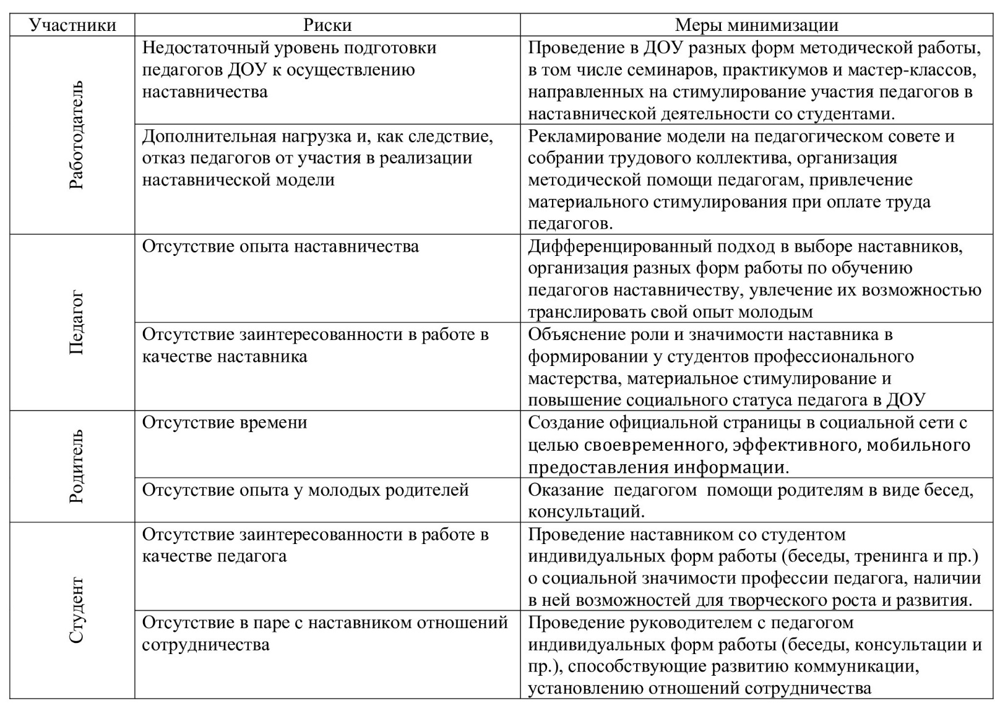 Участники
Риски
Меры минимизации
Работодатель
Недостаточный уровень подготовки
педагогов ДОУ к осуществлению
наставничества
Проведение в ДОУ разных форм методической работы,
в том числе семинаров, практикумов и мастер-классов,
направленных на стимулирование участия педагогов в
наставнической деятельности со студентами.
Дополнительная нагрузка и, как следствие,
отказ педагогов от участия в реализации
наставнической модели
Рекламирование модели на педагогическом совете и
собрании трудового коллектива, организация
методической помощи педагогам, привлечение
материального стимулирования при оплате труда
педагогов.
Педагог
Отсутствие опыта наставничества
Дифференцированный подход в выборе наставников,
организация разных форм работы по обучению
педагогов наставничеству, увлечение их возможностью
транслировать свой опыт молодым
Отсутствие заинтересованности в работе в
качестве наставника
Объяснение роли и значимости наставника в
формировании у студентов профессионального
мастерства, материальное стимулирование и
повышение социального статуса педагога в ДОУ
Родитель
Отсутствие времени
Создание официальной страницы в социальной сети с
целью своевременного, эффективного, мобильного
предоставления информации.
Отсутствие опыта у молодых родителей
Оказание  педагогом  помощи родителям в виде бесед,
консультаций.
Студент
Отсутствие заинтересованности в работе в
качестве педагога
Проведение наставником со студентом
индивидуальных форм работы (беседы, тренинга и пр.)
о социальной значимости профессии педагога, наличии
в ней возможностей для творческого роста и развития.
Отсутствие в паре с наставником отношений
сотрудничества
Проведение руководителем с педагогом
индивидуальных форм работы (беседы, консультации и
пр.), способствующие развитию коммуникации,
установлению отношений сотрудничества